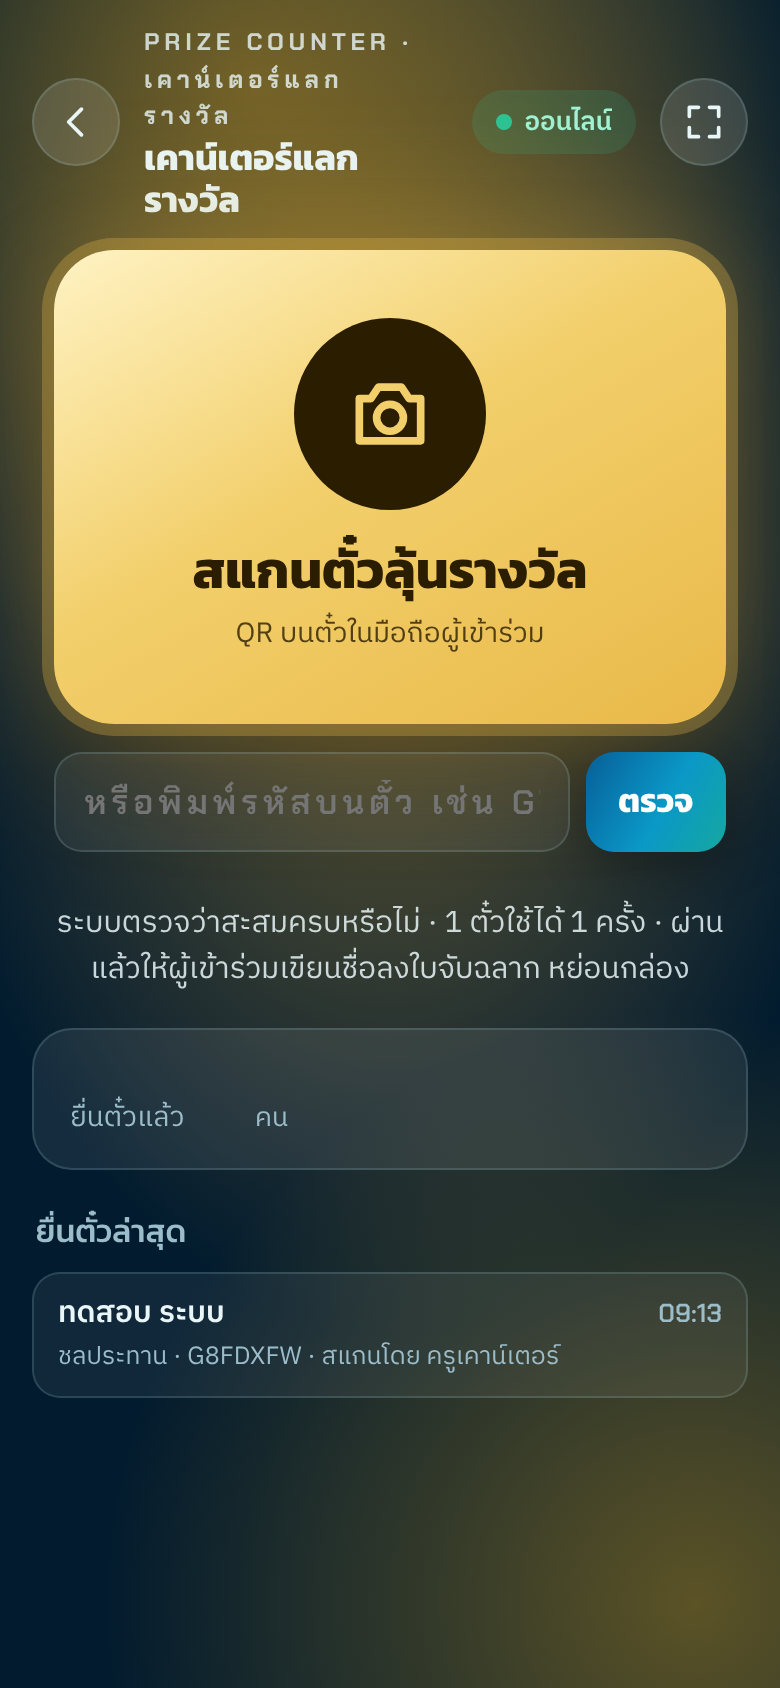 PRIZE COUNTER ·
เคาน์เตอร์แลก
รางวัล
เคาน์เตอร์แลก
รางวัล
ออนไลน์
สแกนตั๋วลุ้นรางวัล
QR บนตั๋วในมือถือผู้เข้าร่วม
หรือพิมพ์รหัสบนตั๋ว เช่น G
ตรวจ
ระบบตรวจว่าสะสมครบหรือไม่ · 1 ตั๋วใช้ได้ 1 ครั้ง · ผ่าน
แล้วให้ผู้เข้าร่วมเขียนชื่อลงใบจับฉลาก หย่อนกล่อง
ยื่นตั๋วแล้ว คน
ยื่นตั๋วล่าสุด
ทดสอบ ระบบ 09:13
ชลประทาน · G8FDXFW · สแกนโดย ครูเคาน์เตอร์